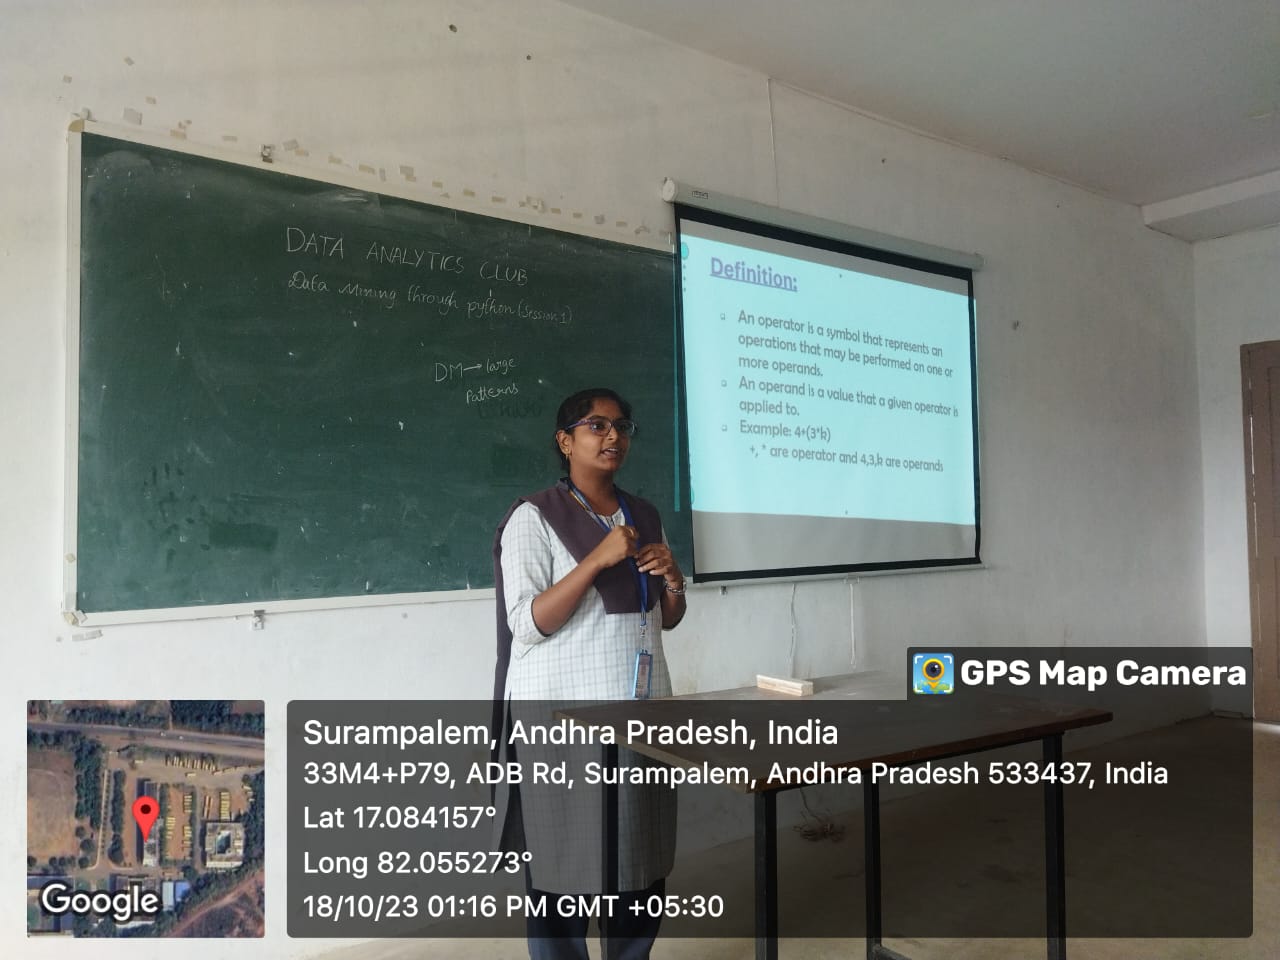 DATA ANALYTICS CLUB
Data Mining through python (Session 1)
DM→large
Patterns
Definition:
An operator is a symbol that represents an
operations that may be performed on one or
more operands.
An operand is a value that a given operator is
applied to.
Example: 4+(3*k)
+, * are operator and 4,3,k are operands
GPS Map Camera
Surampalem, Andhra Pradesh, India
33M4+P79, ADB Rd, Surampalem, Andhra Pradesh 533437, India
Lat 17.084157°
Long 82.055273°
18/10/23 01:16 PM GMT +05:30
Google